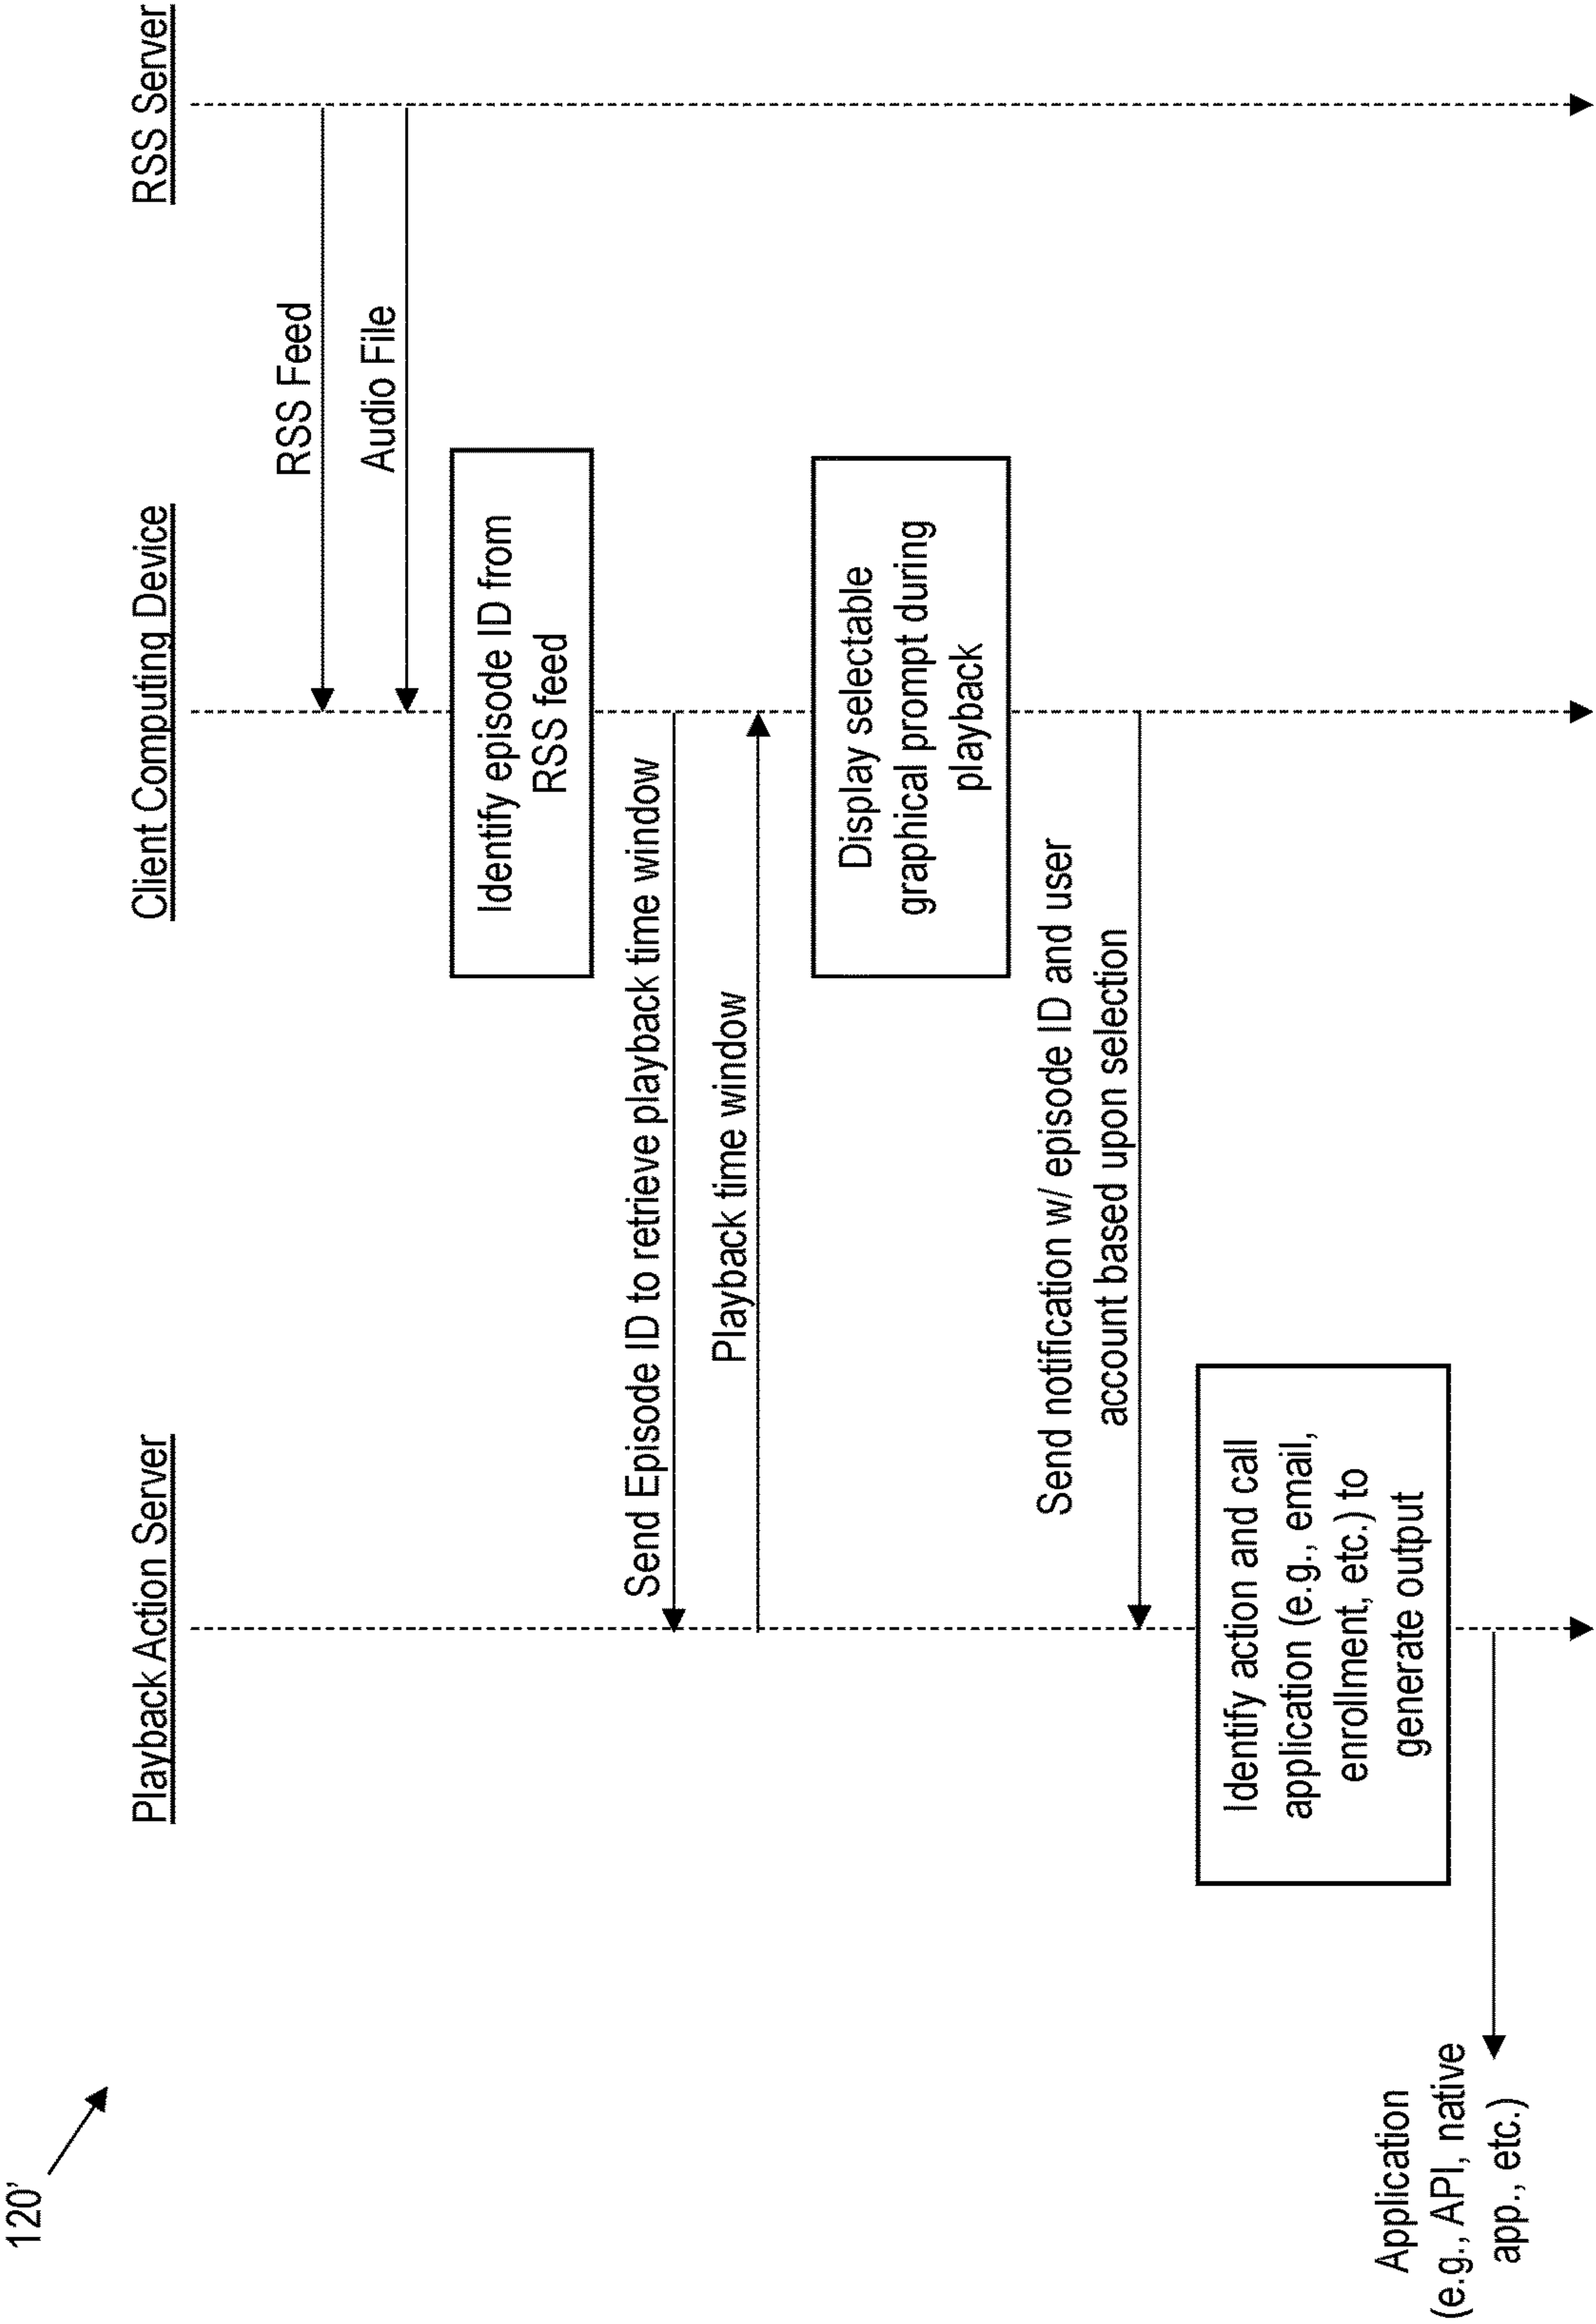 120'
Playback Action Server
Client Computing Device
RSS Server
RSS Feed
Audio File
Identify episode ID from
RSS feed
Send Episode ID to retrieve playback time window
Playback time window
Display selectable
graphical prompt during
playback
Send notification w/ episode ID and user
account based upon selection
Identify action and call
application (e.g., email,
enrollment, etc.) to
generate output
Application
(e.g., API, native
app., etc.)